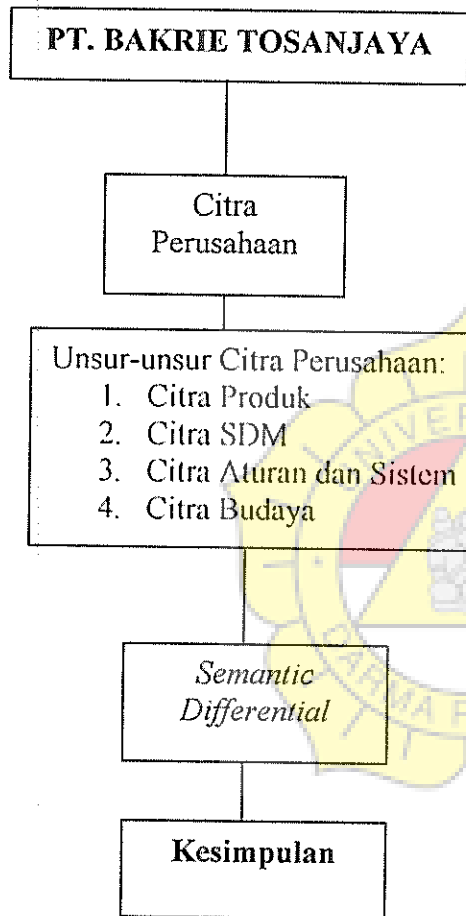 PT. BAKRIE TOSANJAYA
Citra
Perusahaan
Unsur-unsur Citra Perusahaan:
1. Citra Produk
2. Citra SDM
3. Citra Aturan dan Sistem
4. Citra Budaya
Semantic
Differential
Kesimpulan